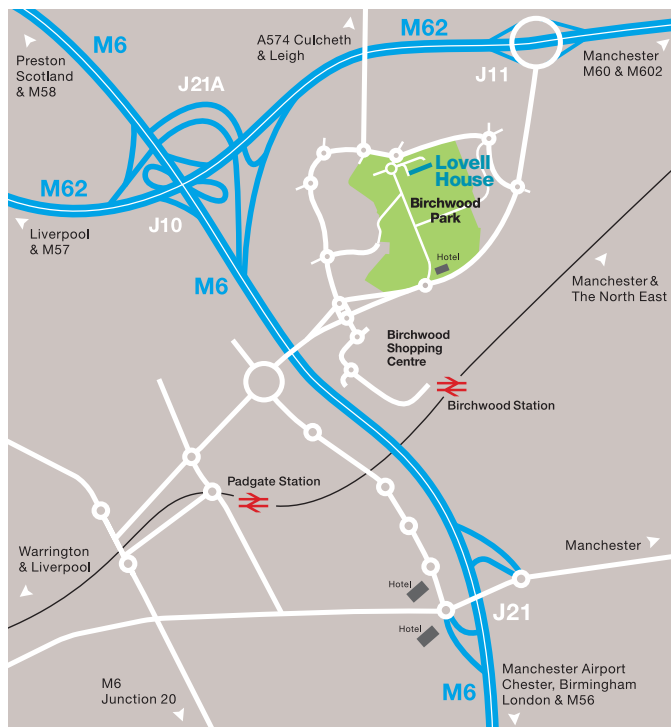 M6
Preston
Scotland
& M58
J21A
A574 Culcheth
& Leigh
M62
J11
Manchester
M60 & M602
M62
Liverpool
& M57
J10
M6
Lovell
House
Birchwood
Park
Hotel
Manchester &
The North East
Birchwood
Shopping
Centre
Birchwood Station
Padgate Station
Warrington
& Liverpool
Manchester
Hotel
Hotel
J21
M6
Junction 20
M6
Manchester Airport
Chester, Birmingham
London & M56